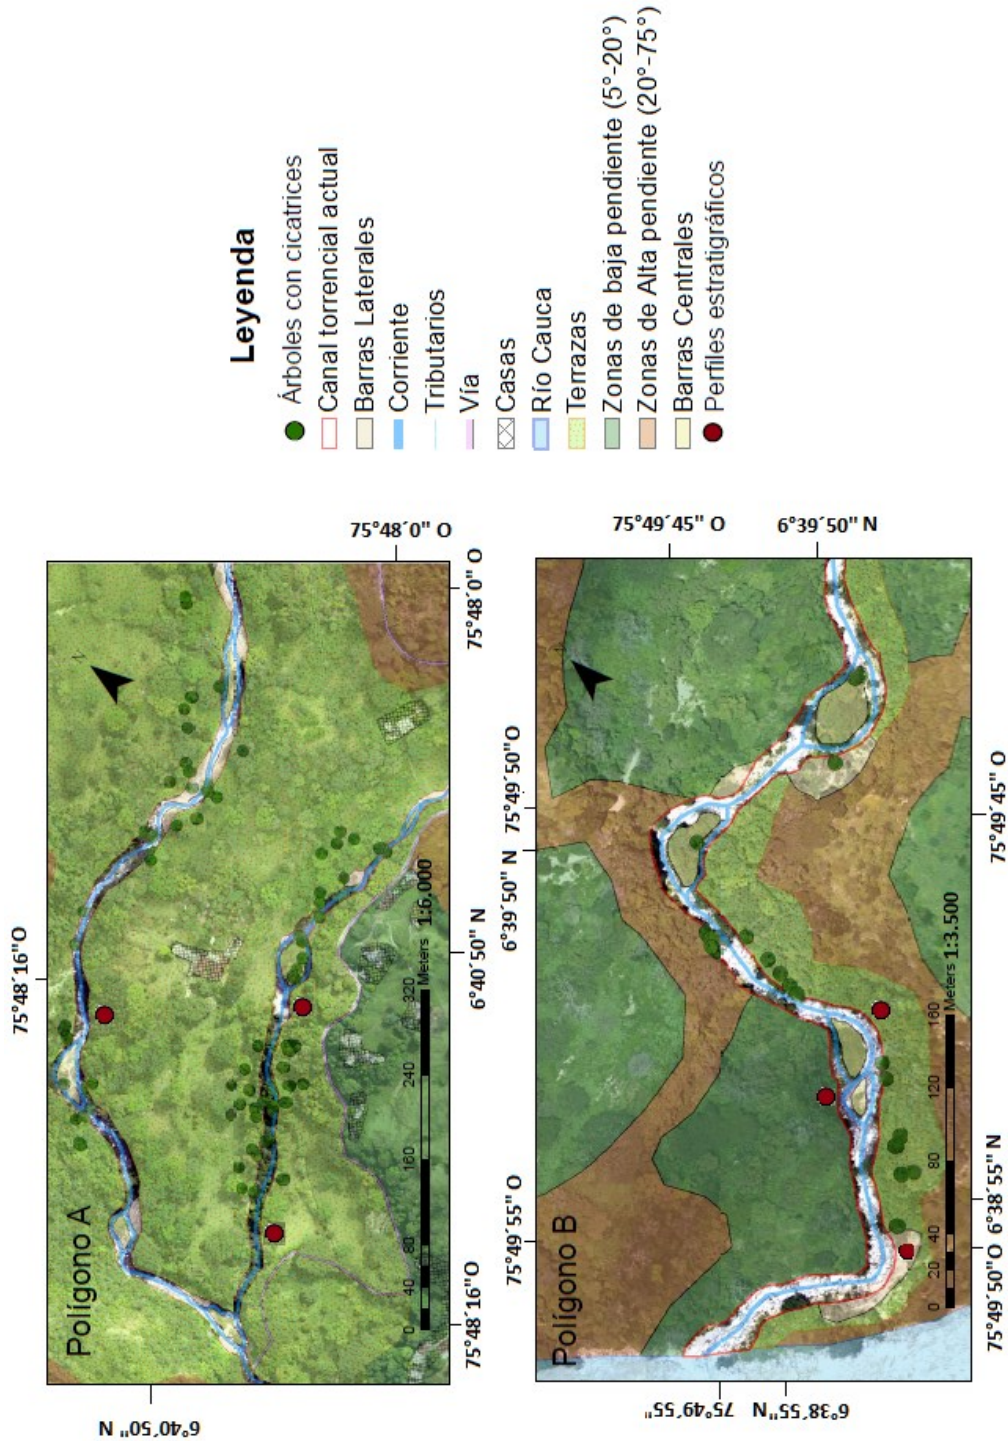 Leyenda
Árboles con cicatrices
Canal torrencial actual
Barras Laterales
Corriente
Tributarios
Vía
Casas
Río Cauca
Terrazas
Zonas de baja pendiente (5°-20°)
Zonas de Alta pendiente (20°-75°)
Barras Centrales
Perfiles estratigráficos
Polígono A
N
75°48´16"O
75°48´0" O
75°48´0" O
6°40´50" N
75°48´16"O
6°40´50" N
0 40 80 160 240 320
Meters 1:6.000
Polígono B
75°49´55" O
6°39´50" N
75°49´50"O
75°49´45" O
6°39´50" N
75°49´45" O
6°38´55" N
75°49´50"O
6°38´55" N
75°49´55"
0 20 40 80 120 160
Meters 1:3.500